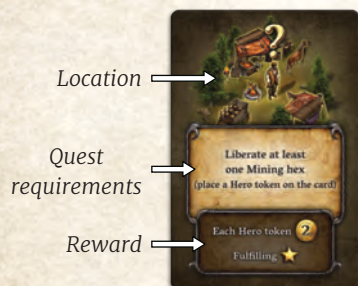 Location
Quest
requirements
Reward
?
Liberate at least
one Mining hex
(place a Hero token on the card)
Each Hero token 2
Fulfilling